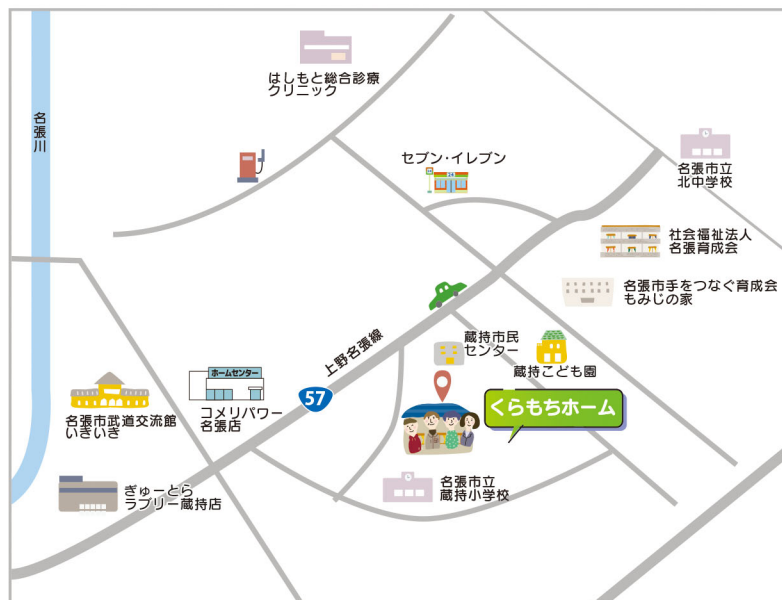 はしもと総合診療
クリニック
名張川
セブン・イレブン
24
24
名張市立
北中学校
社会福祉法人
名張育成会
名張市手をつなぐ育成会
もみじの家
上野名張線
蔵持市民
センター
蔵持こども園
ホームセンター
コメリパワー
名張店
57
くらもちホーム
名張市武道交流館
いきいき
ぎゅーとら
ラブリー蔵持店
名張市立
蔵持小学校